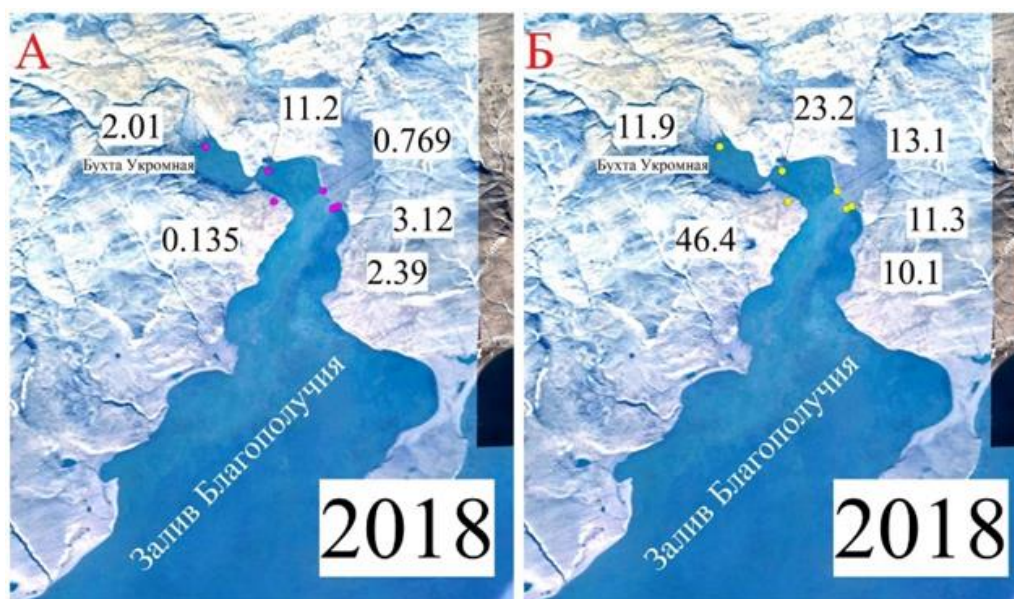 А
11.2
2.01
0.769
Бухта Укромная
3.12
0.135
2.39
Залив Благополучия
2018
Б
23.2
11.9
13.1
Бухта Укромная
11.3
46.4
10.1
Залив Благополучия
2018